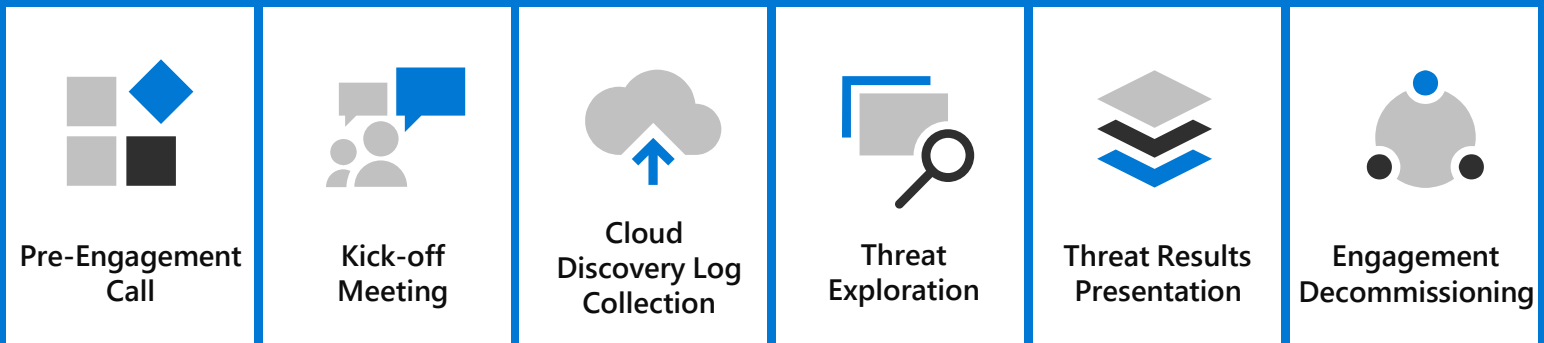 Pre-Engagement
Call
Kick-off
Meeting
Cloud
Discovery Log
Collection
Threat
Exploration
Threat Results
Presentation
Engagement
Decommissioning